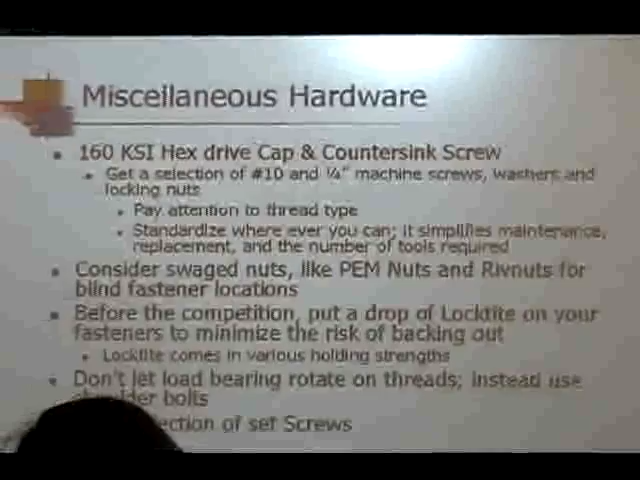 Miscellaneous Hardware
160 KSI Hex drive Cap & Countersink Screw
Get a selection of #10 and ¼" machine screws, washers and
locking nuts
Pay attention to thread type
Standardize where ever you can; it simplifies maintenance,
replacement, and the number of tools required
Consider swaged nuts, like PEM Nuts and Rivnuts for
blind fastener locations
Before the competition, put a drop of Locktite on your
fasteners to minimize the risk of backing out
Locktite comes in various holding strengths
Don't let load bearing rotate on threads; instead use
bolts
of set Screws